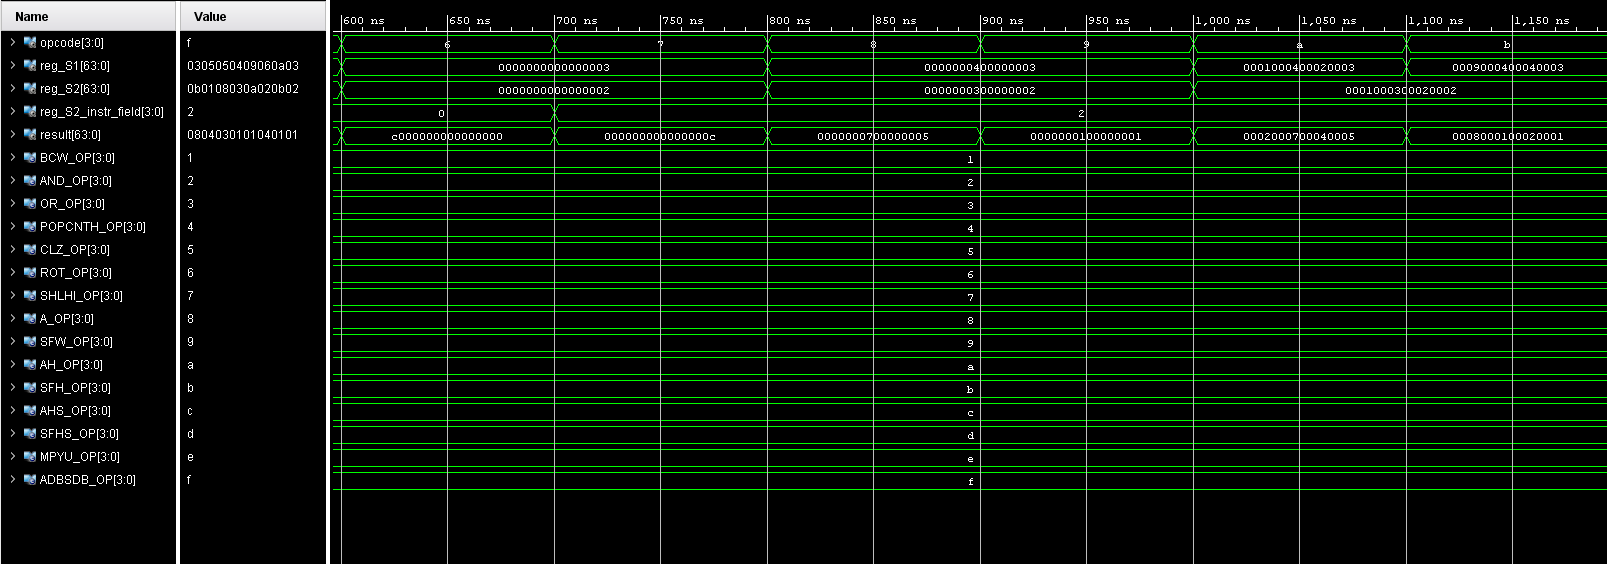 Name Value 600 ns 650 ns 700 ns 750 ns 800 ns 850 ns 900 ns 950 ns 1,000 ns 1,050 ns 1,100 ns 1,150 ns
opcode[3:0] f 6 7 8 9 a b
reg_S1[63:0] 0305050409060a03 0000000000000003 0000000400000003 0001000400020003 0009000400040003
reg_S2[63:0] 0b0108030a020b02 0000000000000002 0000000300000002 0001000300020002
reg_S2_instr_field[3:0] 2 0 2
result[63:0] 0804030101040101 c000000000000000 000000000000000c 0000000700000005 0000000100000001 0002000700040005 0008000100020001
BCW_OP[3:0] 1 1
AND_OP[3:0] 2 2
OR_OP[3:0] 3 3
POPCNTH_OP[3:0] 4 4
CLZ_OP[3:0] 5 5
ROT_OP[3:0] 6 6
SHLHI_OP[3:0] 7 7
A_OP[3:0] 8 8
SFW_OP[3:0] 9 9
AH_OP[3:0] a a
SFH_OP[3:0] b b
AHS_OP[3:0] c c
SFHS_OP[3:0] d d
MPYU_OP[3:0] e e
ADBSDB_OP[3:0] f f